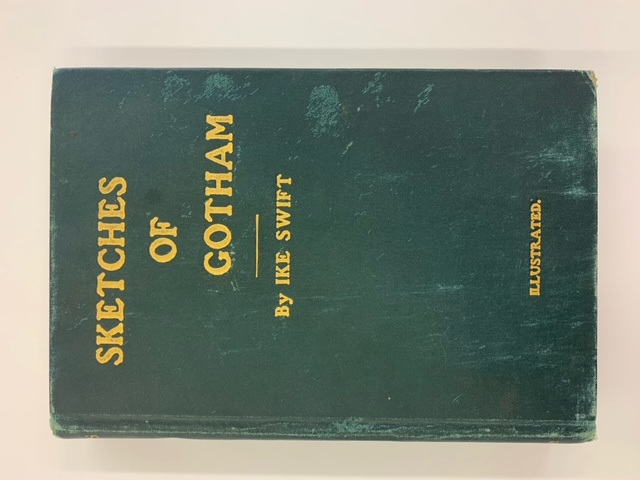 SKETCHES
OF
GOTHAM
By IKE SWIFT
ILLUSTRATED.